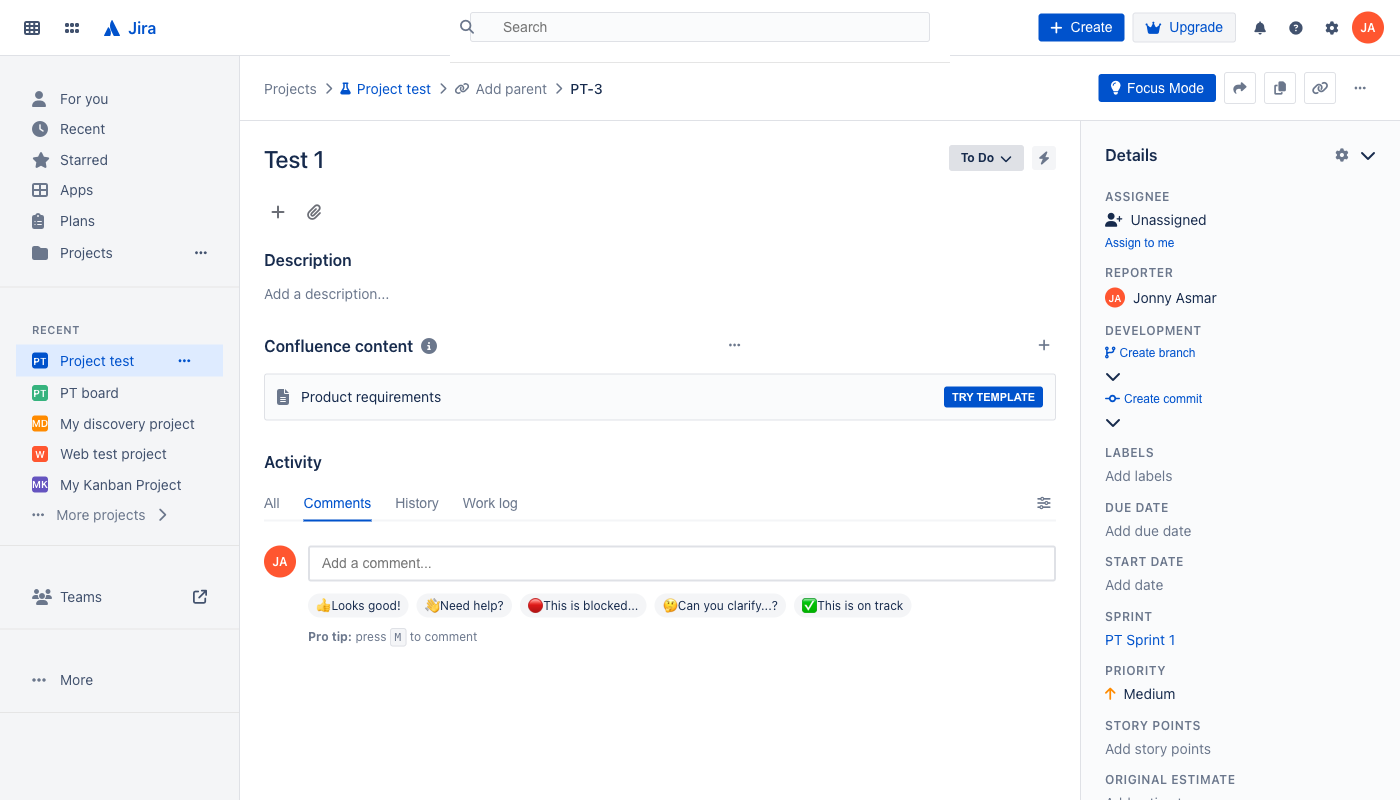 Jira
Search
Create
Upgrade
JA
For you
Recent
Starred
Apps
Plans
Projects
RECENT
PT Project test
PT PT board
MD My discovery project
W Web test project
MK My Kanban Project
More projects
Teams
More
Projects Project test Add parent PT-3
Focus Mode
Test 1
To Do
Description
Add a description...
Confluence content
Product requirements
TRY TEMPLATE
Activity
All Comments History Work log
JA Add a comment...
👍Looks good! 👋Need help? 🔴This is blocked... 🤔Can you clarify...? ✅This is on track
Pro tip: press M to comment
Details
ASSIGNEE
Unassigned
Assign to me
REPORTER
JA Jonny Asmar
DEVELOPMENT
Create branch
Create commit
LABELS
Add labels
DUE DATE
Add due date
START DATE
Add date
SPRINT
PT Sprint 1
PRIORITY
Medium
STORY POINTS
Add story points
ORIGINAL ESTIMATE